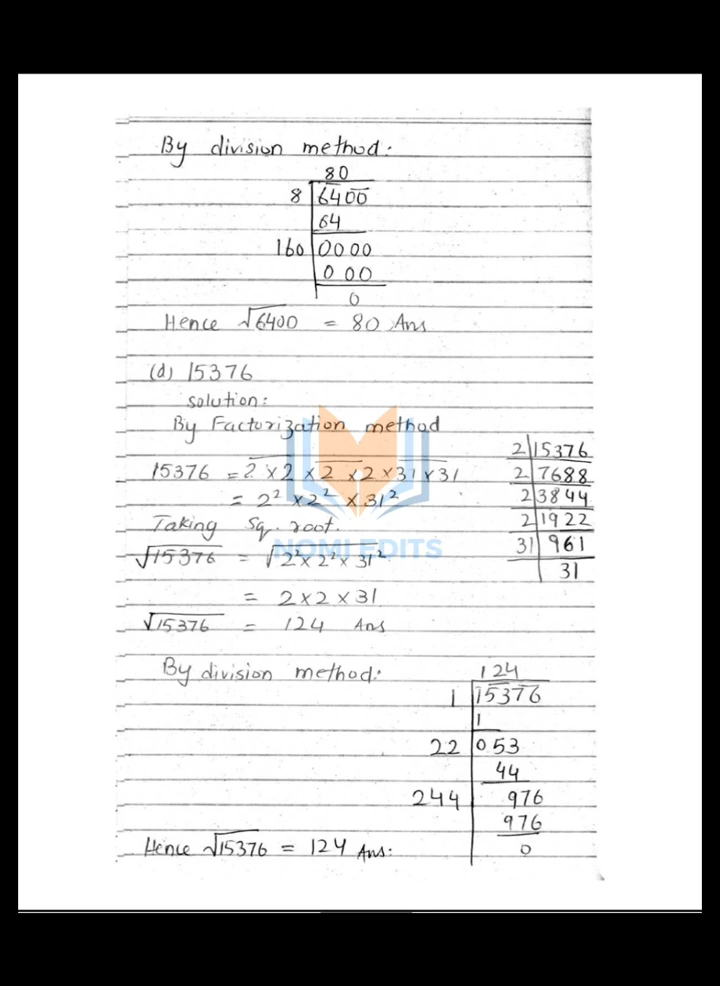 By division method:
80
8 6400
64
160 0000
000
0
Hence √6400 = 80 Ans
(d) 15376
solution:
By Factorization method
15376 = 2 × 2 × 2 × 2 × 31 × 31
= 2² × 2² × 31²
Taking Sq. root.
√15376 = √2² × 2² × 31²
= 2 × 2 × 31
√15376 = 124 Ans
2 15376
2 7688
2 3844
2 1922
31 961
31
NOMI EDITS
By division method:
124
1 15376
1
22 053
44
244 976
976
0
Hence √15376 = 124 Ans.